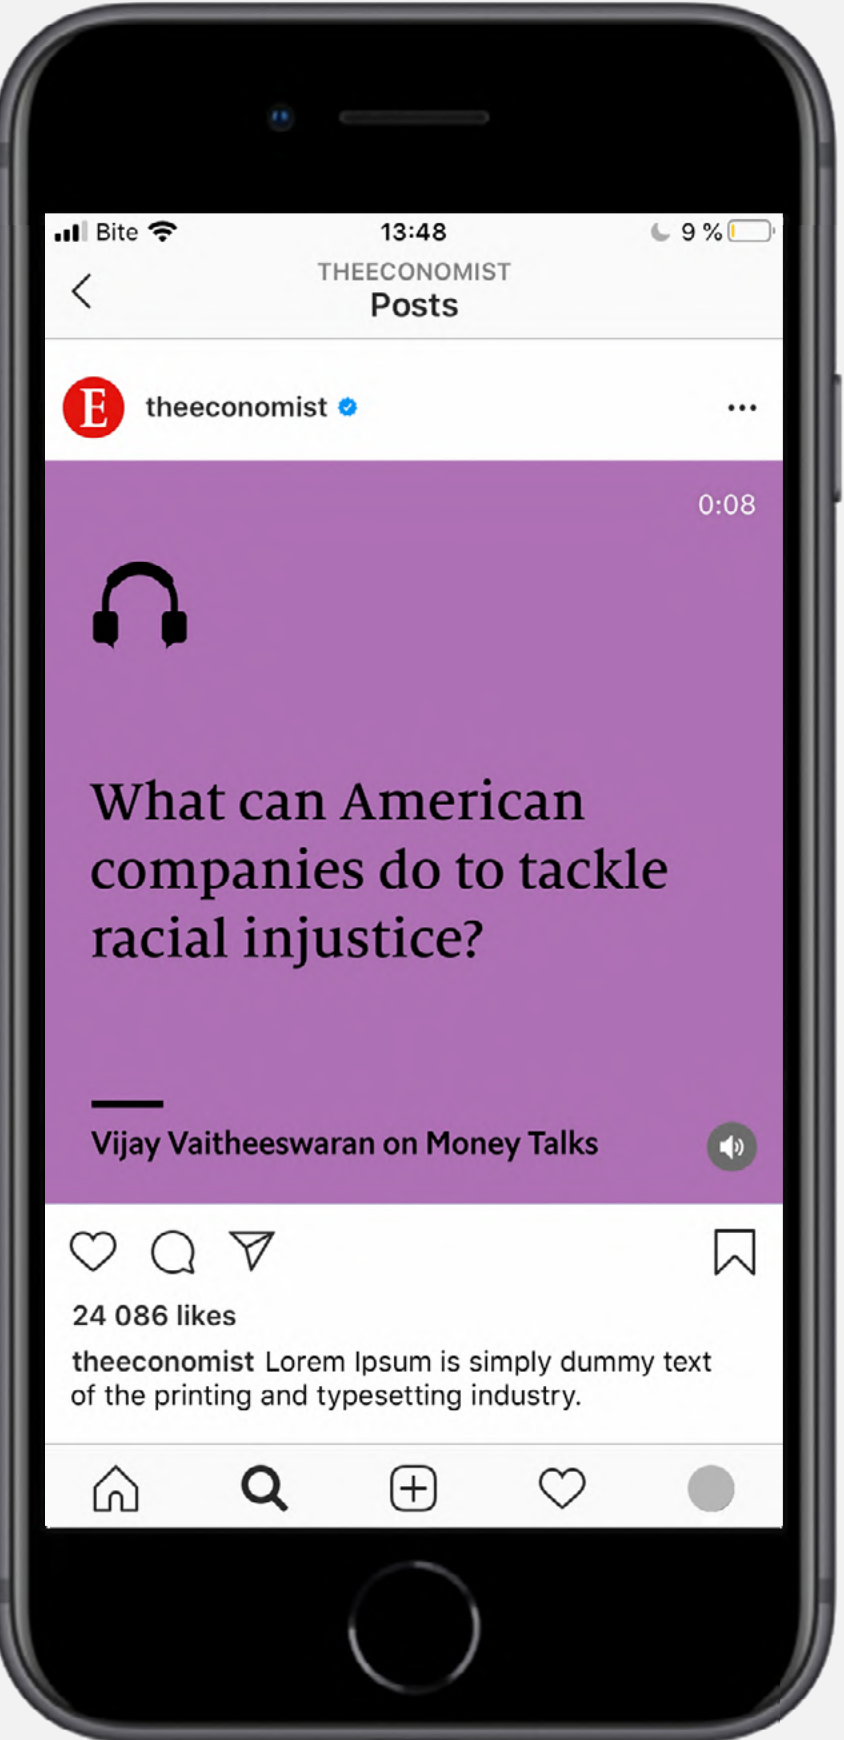 Bite
13:48
9 %
THEECONOMIST
Posts
E
theeconomist
0:08
What can American
companies do to tackle
racial injustice?
Vijay Vaitheeswaran on Money Talks
24 086 likes
theeconomist Lorem Ipsum is simply dummy text
of the printing and typesetting industry.